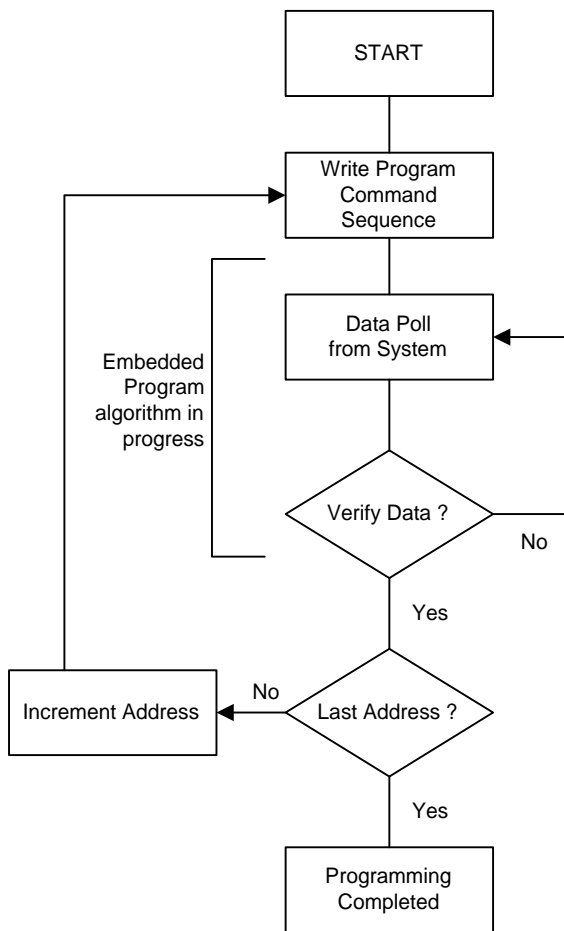 START
Write Program
Command
Sequence
Data Poll
from System
Embedded
Program
algorithm in
progress
Verify Data ?
No
Yes
No
Increment Address
Last Address ?
Yes
Programming
Completed